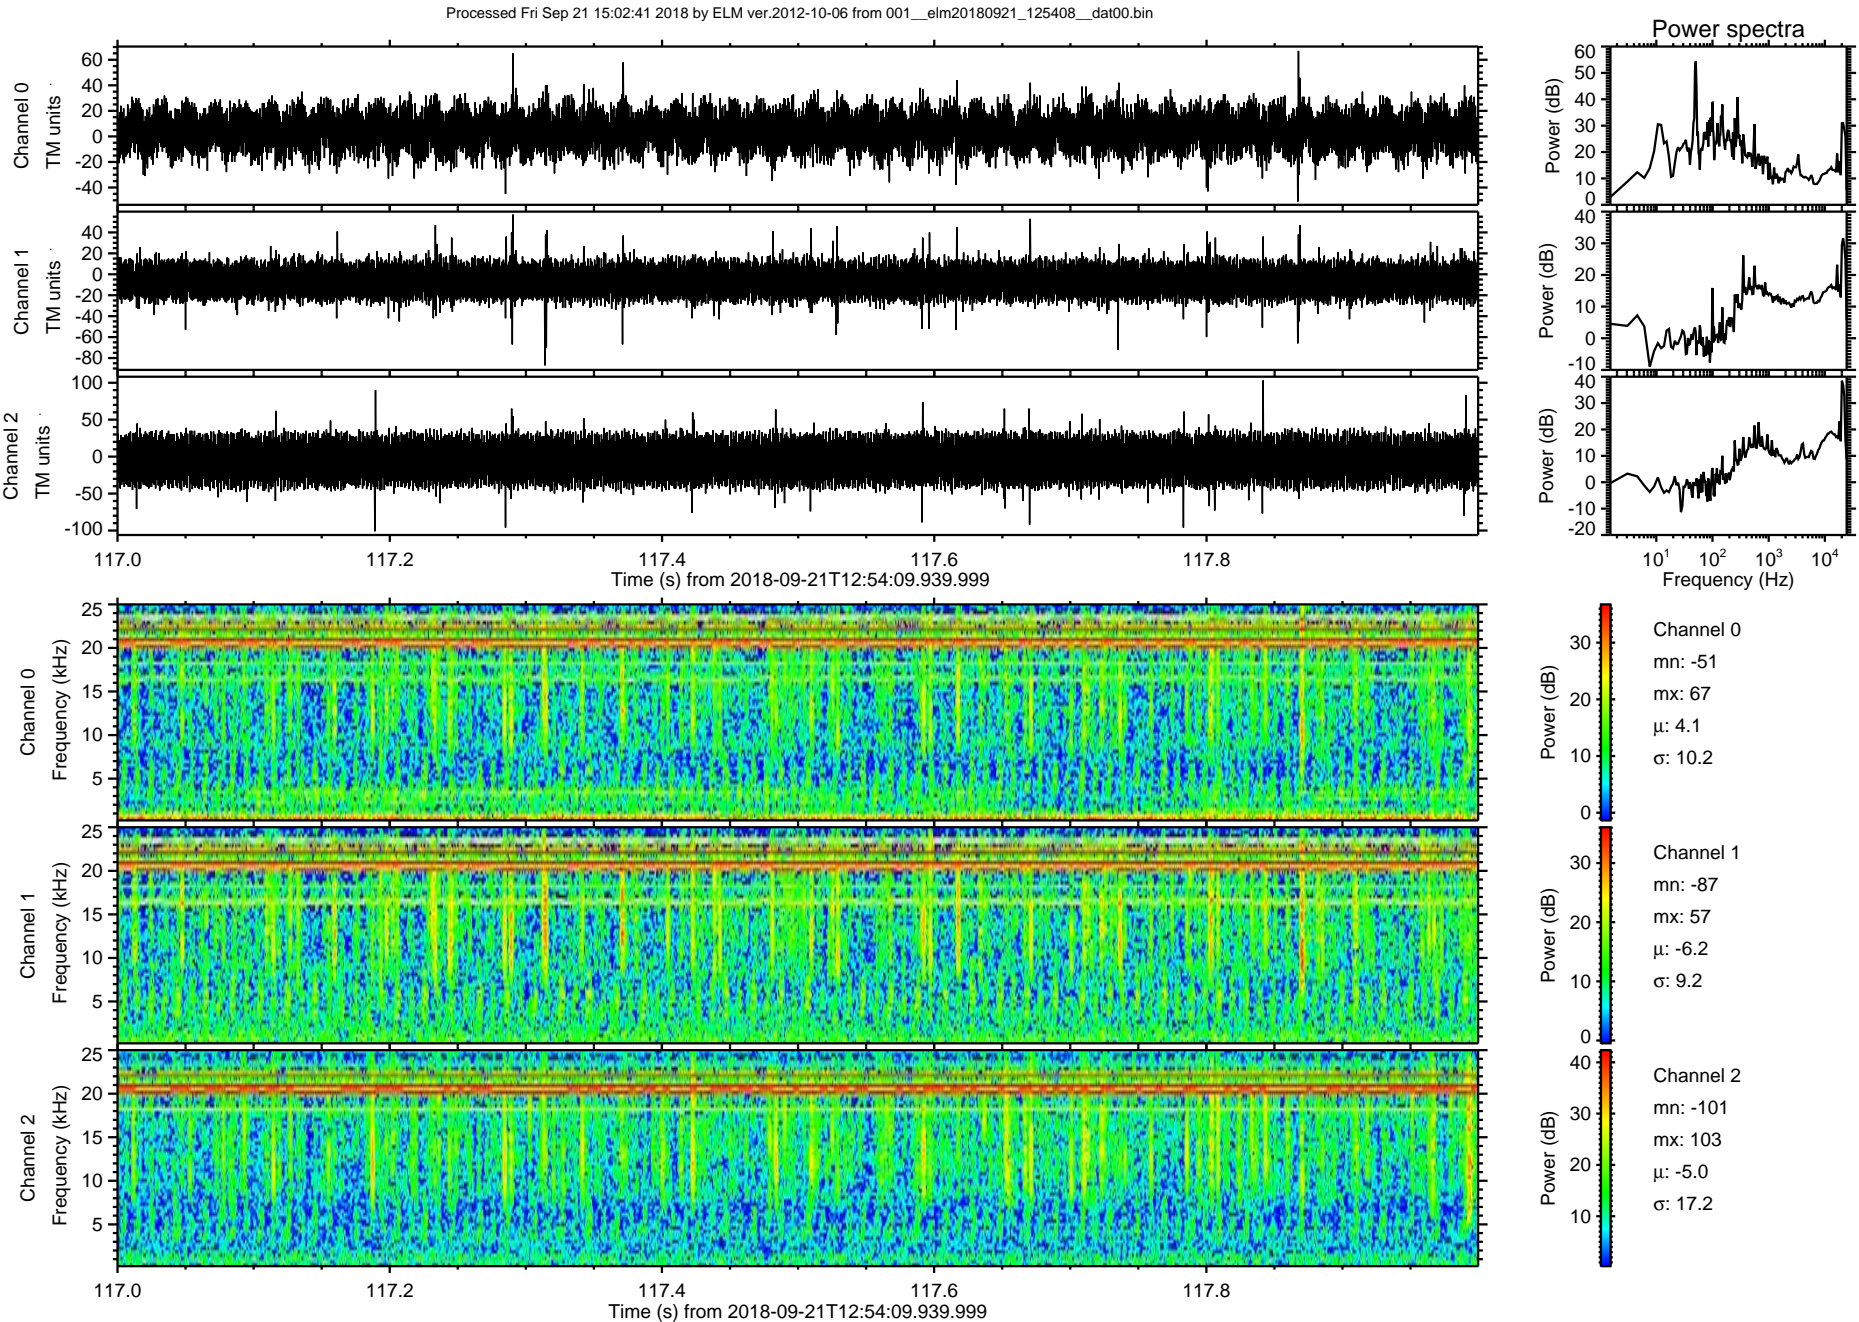 Processed Fri Sep 21 15:02:41 2018 by ELM ver.2012-10-06 from 001__elm20180921_125408__dat00.bin
Power spectra
Channel 0
TM units
60
40
20
0
-20
-40
Power (dB)
60
50
40
30
20
10
0
Channel 1
TM units
40
20
0
-20
-40
-60
-80
Power (dB)
40
30
20
10
0
-10
Channel 2
TM units
100
50
0
-50
-100
Power (dB)
40
30
20
10
0
-10
-20
117.0 117.2 117.4 117.6 117.8
Time (s) from 2018-09-21T12:54:09.939.999
10¹ 10² 10³ 10⁴
Frequency (Hz)
Channel 0
Frequency (kHz)
25
20
15
10
5
Power (dB)
30
20
10
0
Channel 0
mn: -51
mx: 67
μ: 4.1
σ: 10.2
Channel 1
Frequency (kHz)
25
20
15
10
5
Power (dB)
30
20
10
0
Channel 1
mn: -87
mx: 57
μ: -6.2
σ: 9.2
Channel 2
Frequency (kHz)
25
20
15
10
5
Power (dB)
40
30
20
10
Channel 2
mn: -101
mx: 103
μ: -5.0
σ: 17.2
117.0 117.2 117.4 117.6 117.8
Time (s) from 2018-09-21T12:54:09.939.999